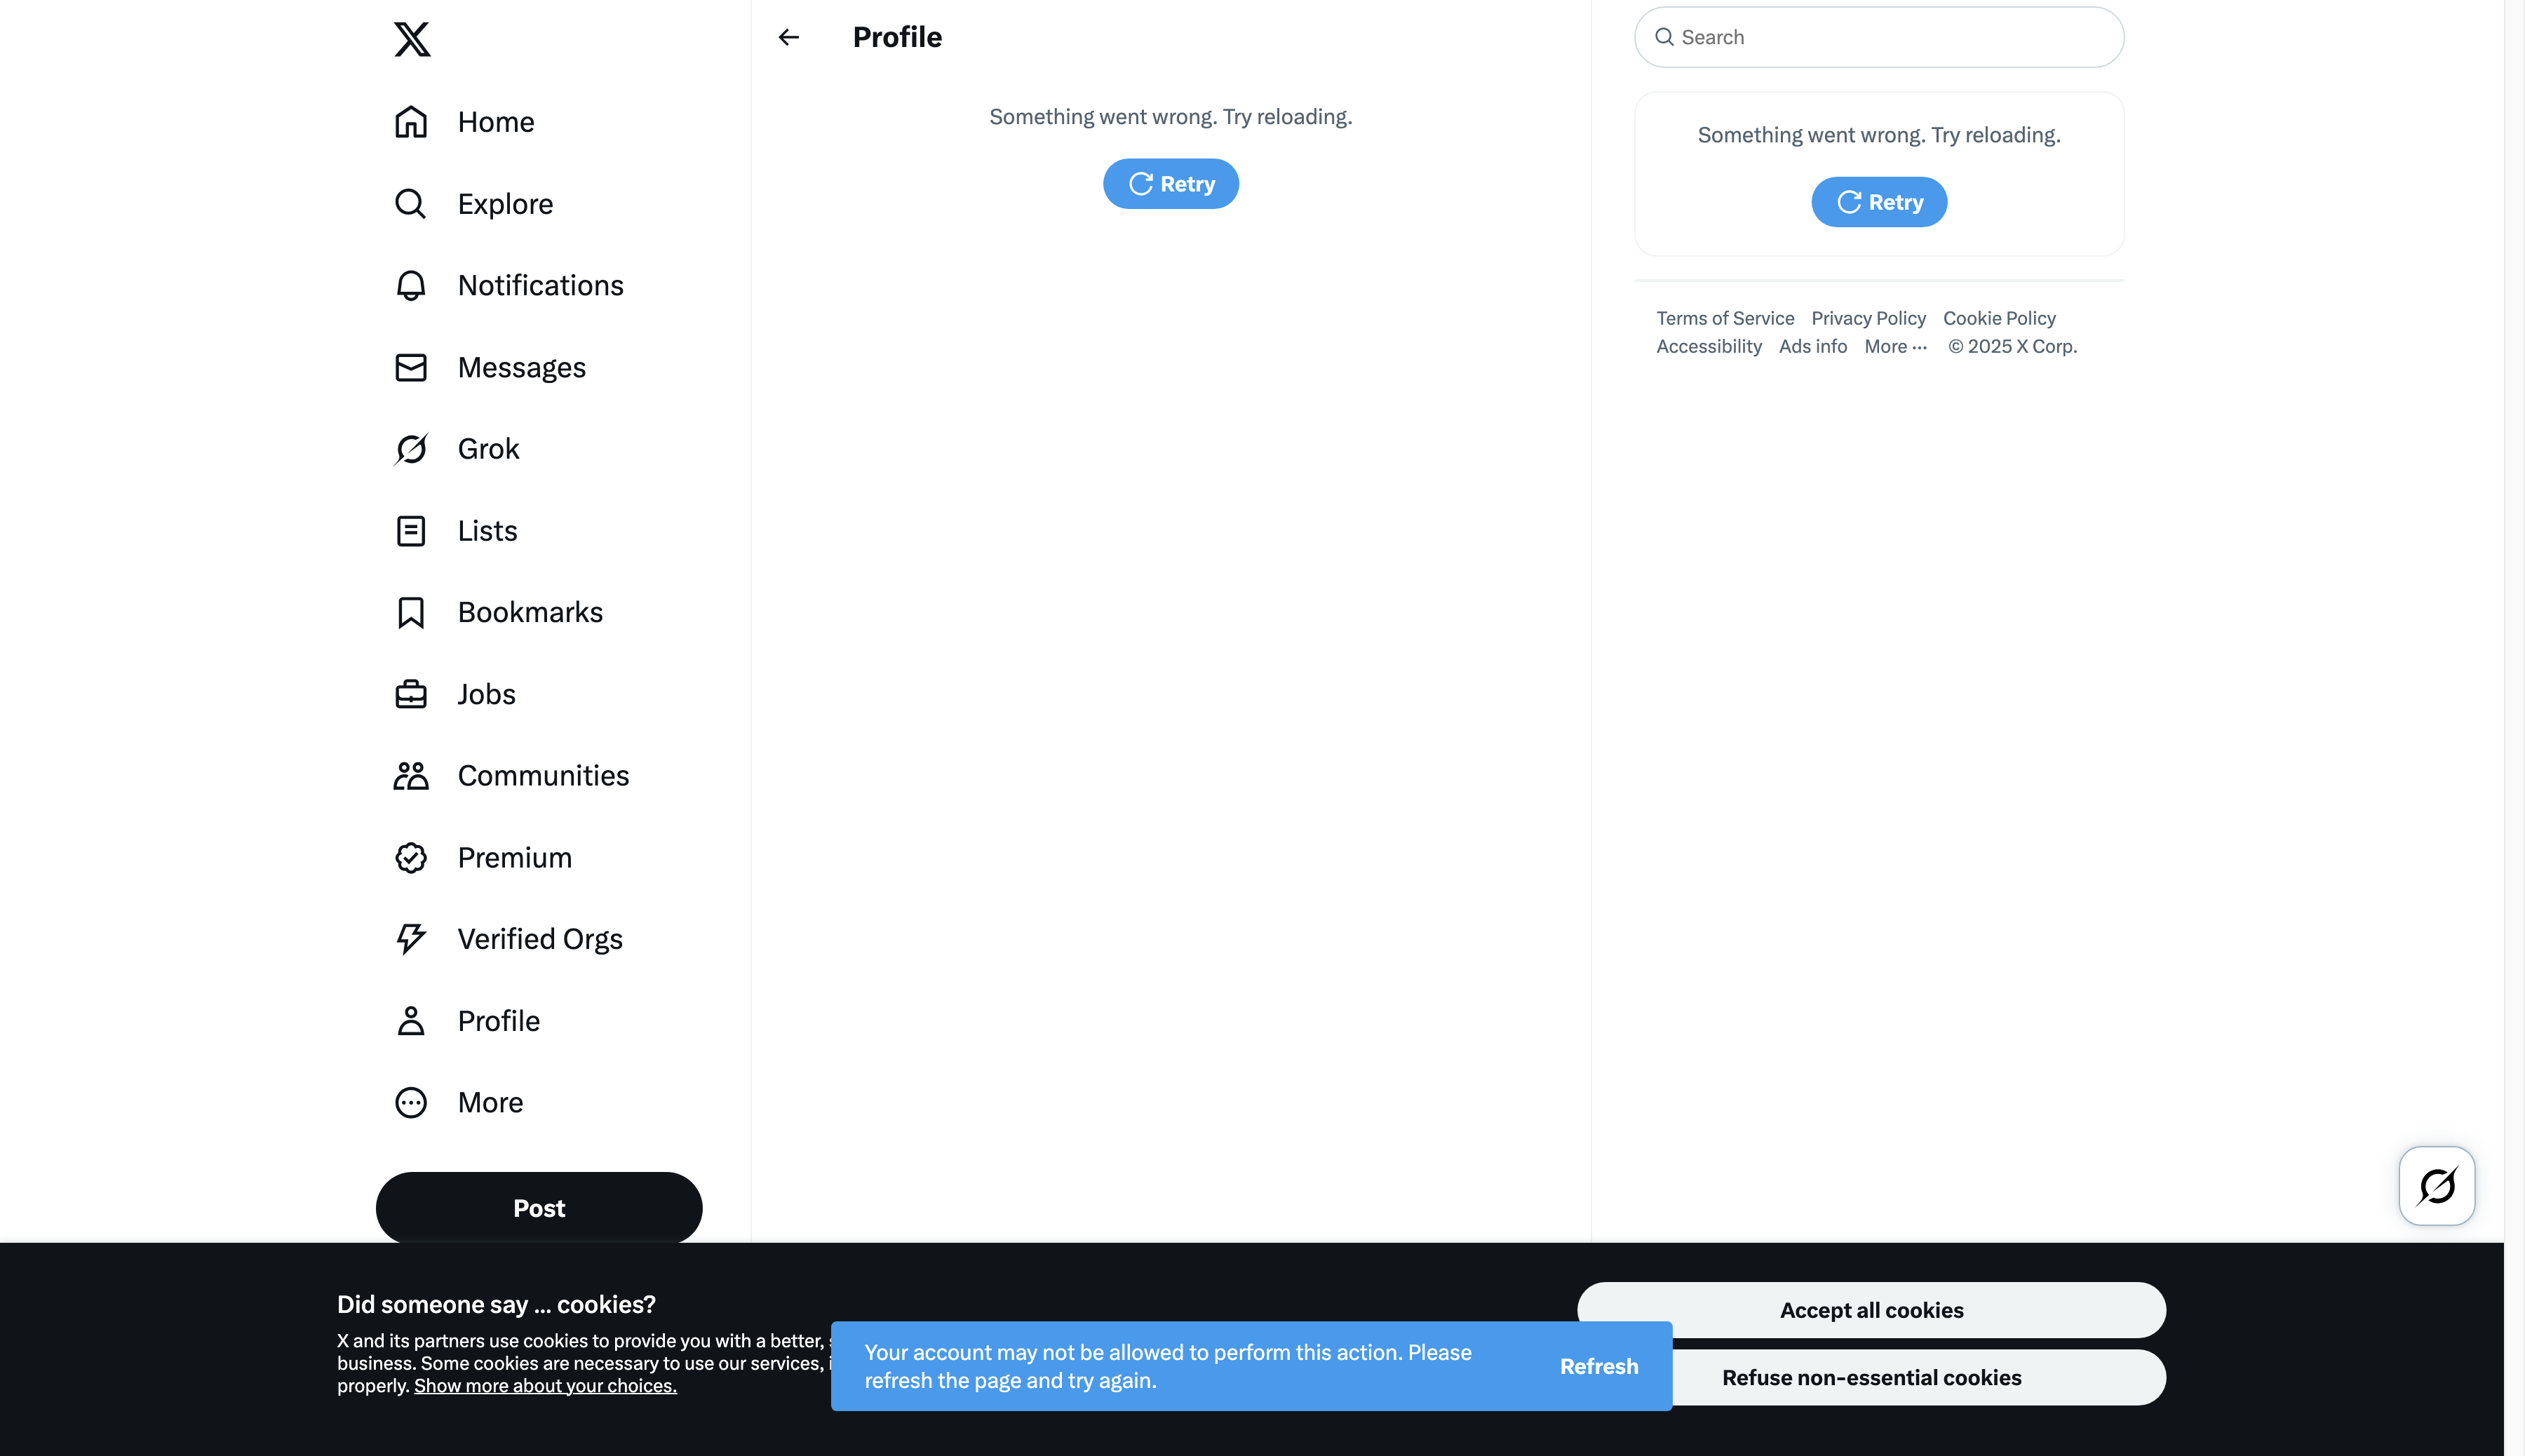 Home
Explore
Notifications
Messages
Grok
Lists
Bookmarks
Jobs
Communities
Premium
Verified Orgs
Profile
More
Post
Profile
Something went wrong. Try reloading.
Retry
Search
Something went wrong. Try reloading.
Retry
Terms of Service Privacy Policy Cookie Policy
Accessibility Ads info More ··· © 2025 X Corp.
Did someone say … cookies?
X and its partners use cookies to provide you with a better,
business. Some cookies are necessary to use our services,
properly. Show more about your choices.
Your account may not be allowed to perform this action. Please
refresh the page and try again.
Refresh
Accept all cookies
Refuse non-essential cookies